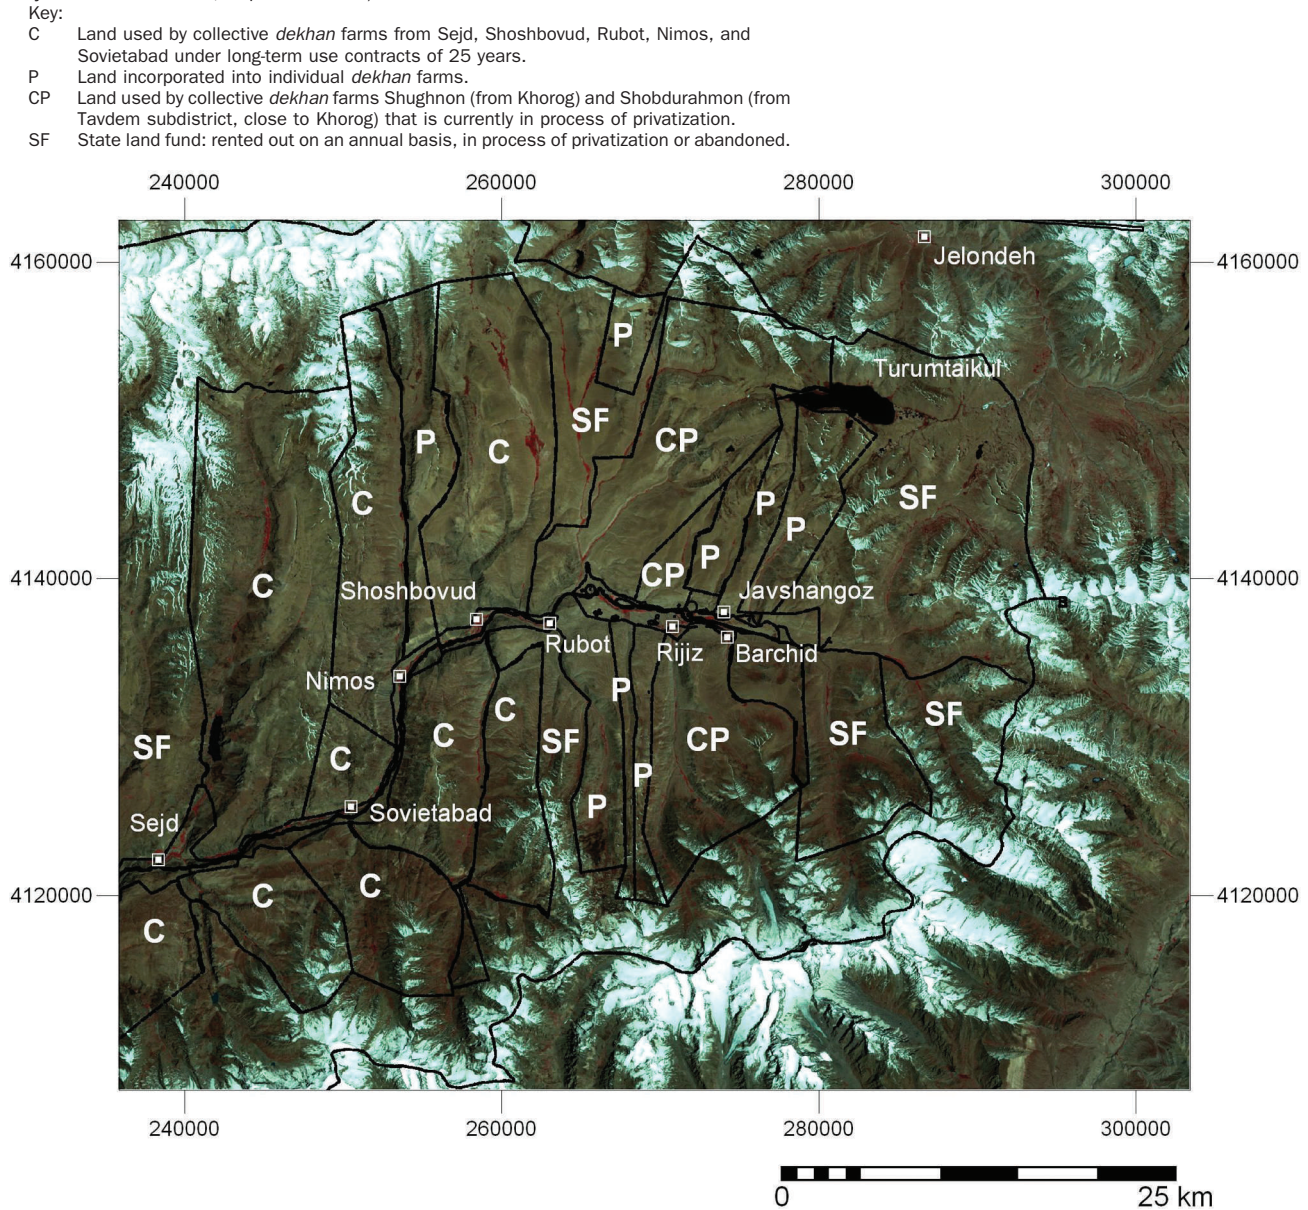 Key:
C Land used by collective dekhan farms from Sejd, Shoshbovud, Rubot, Nimos, and
Sovietabad under long-term use contracts of 25 years.
P Land incorporated into individual dekhan farms.
CP Land used by collective dekhan farms Shughnon (from Khorog) and Shobdurahmon (from
Tavdem subdistrict, close to Khorog) that is currently in process of privatization.
SF State land fund: rented out on an annual basis, in process of privatization or abandoned.
240000 260000 280000 300000
4160000 4160000
Jelondeh
P
Turumtaikul
SF
CP
P
C
C
SF
P
P
P
CP
C
4140000 4140000
Shoshbovud
Javshangoz
Rubot
Rijiz
Barchid
Nimos
P
C
SF
C
SF
CP
SF
SF
C
P
P
Sovietabad
Sejd
C
C
4120000 4120000
C
240000 260000 280000 300000
0 25 km